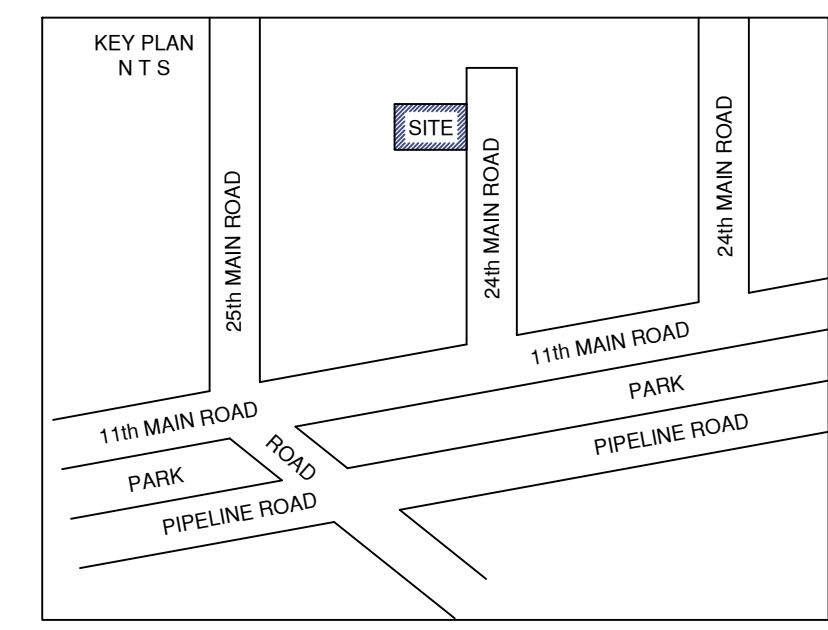 KEY PLAN
N T S
SITE
25th MAIN ROAD
24th MAIN ROAD
24th MAIN ROAD
11th MAIN ROAD
PARK
PIPELINE ROAD
11th MAIN ROAD
ROAD
PARK
PIPELINE ROAD